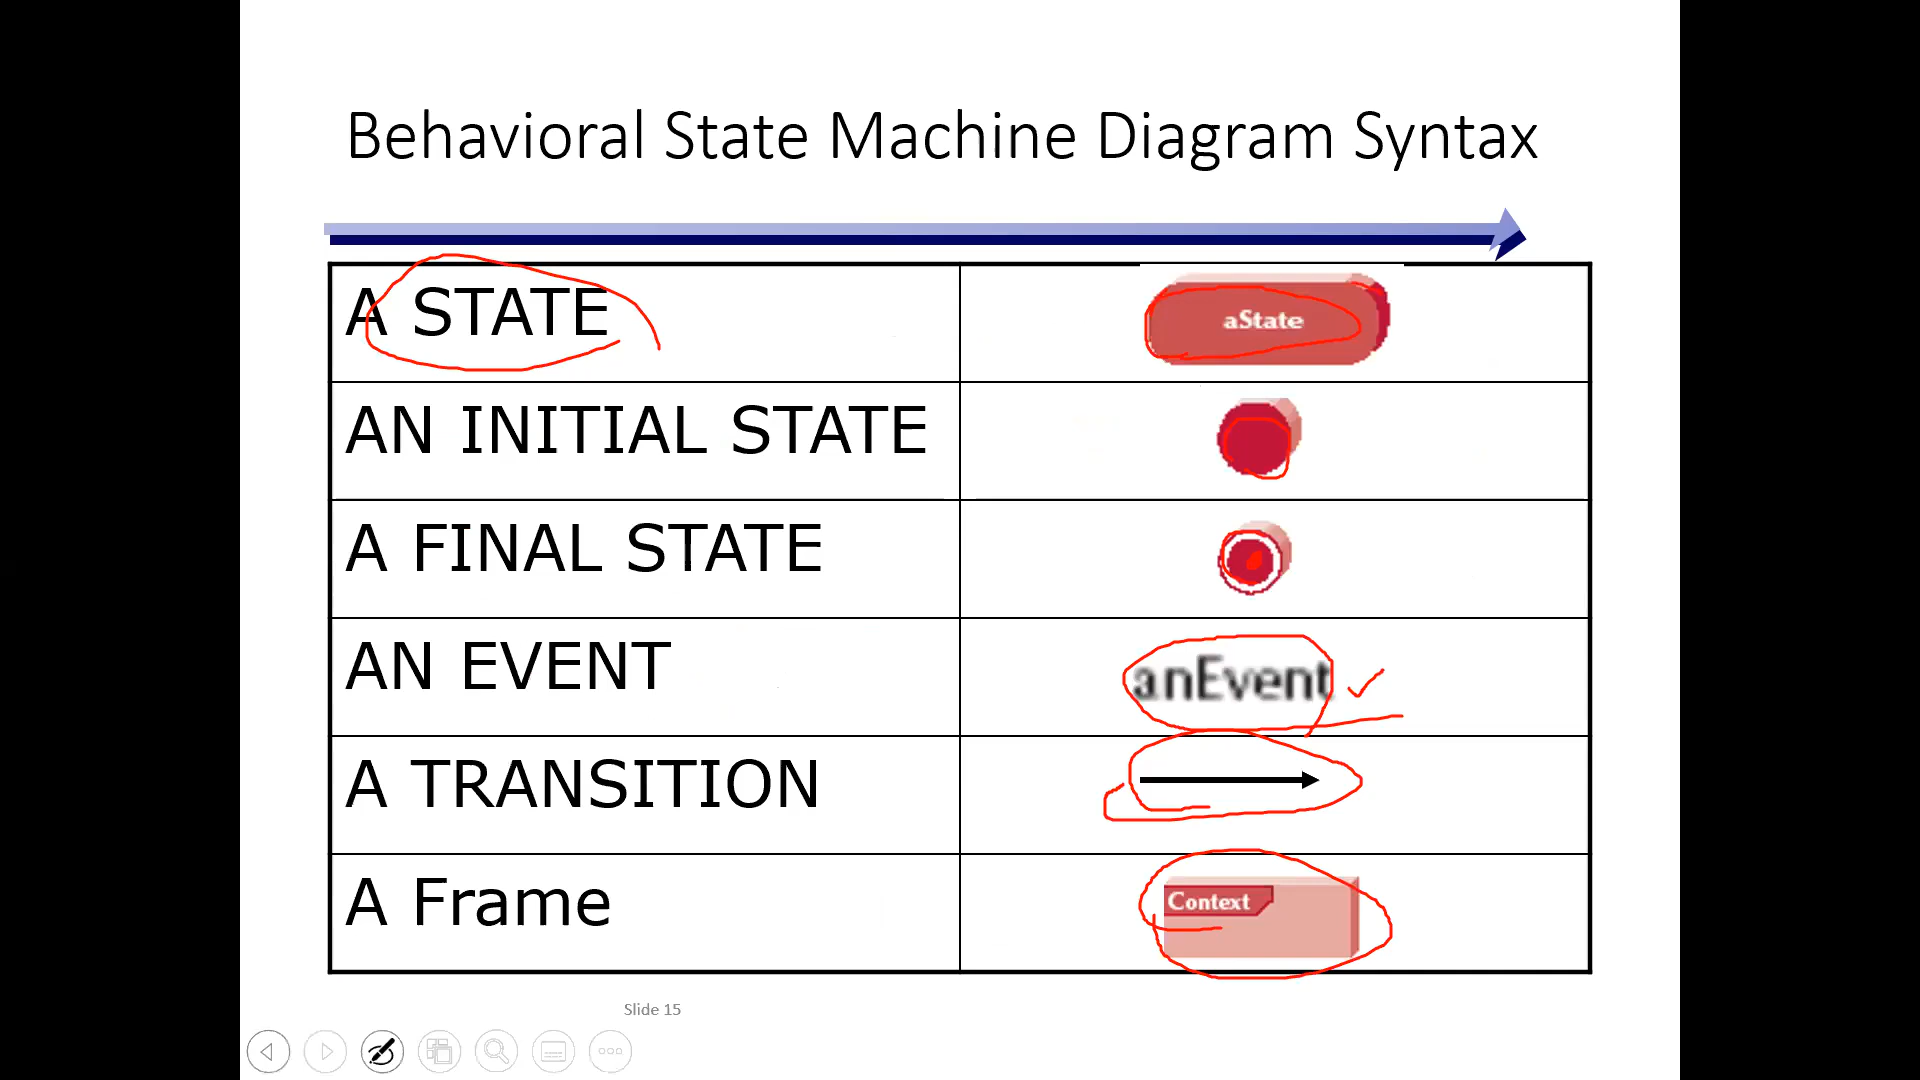 Behavioral State Machine Diagram Syntax
A STATE
aState
AN INITIAL STATE
A FINAL STATE
AN EVENT
anEvent
A TRANSITION
A Frame
Context
Slide 15